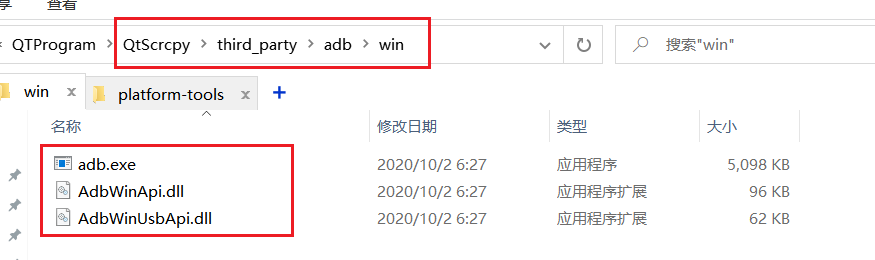 查看
QTProgram > QtScrcpy > third_party > adb > win
搜索"win"
win x platform-tools x +
名称 修改日期 类型 大小
adb.exe 2020/10/2 6:27 应用程序 5,098 KB
AdbWinApi.dll 2020/10/2 6:27 应用程序扩展 96 KB
AdbWinUsbApi.dll 2020/10/2 6:27 应用程序扩展 62 KB